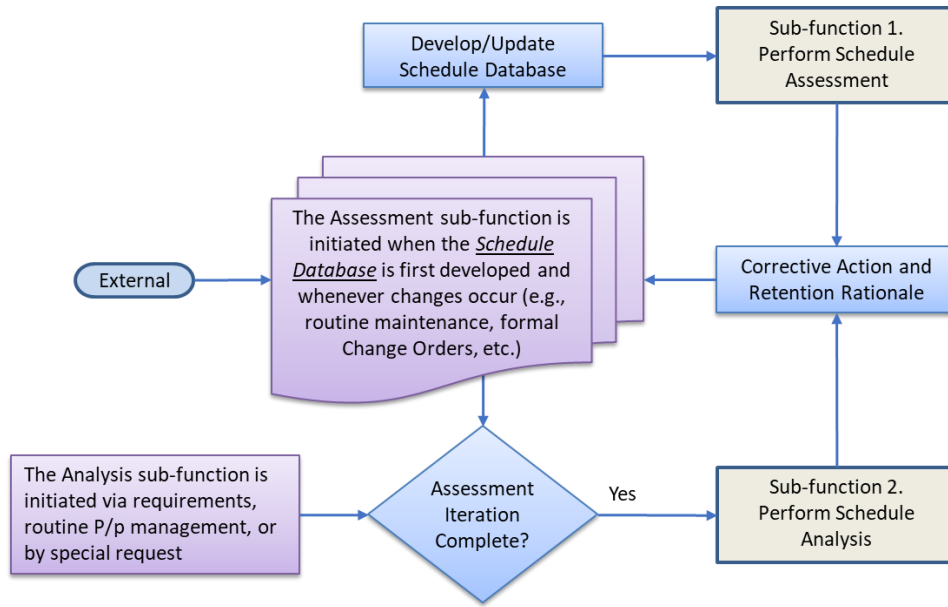 Develop/Update
Schedule Database
Sub-function 1.
Perform Schedule
Assessment
The Assessment sub-function is
initiated when the Schedule
Database is first developed and
whenever changes occur (e.g.,
routine maintenance, formal
Change Orders, etc.)
External
Corrective Action and
Retention Rationale
The Analysis sub-function is
initiated via requirements,
routine P/p management, or
by special request
Assessment
Iteration
Complete?
Yes
Sub-function 2.
Perform Schedule
Analysis